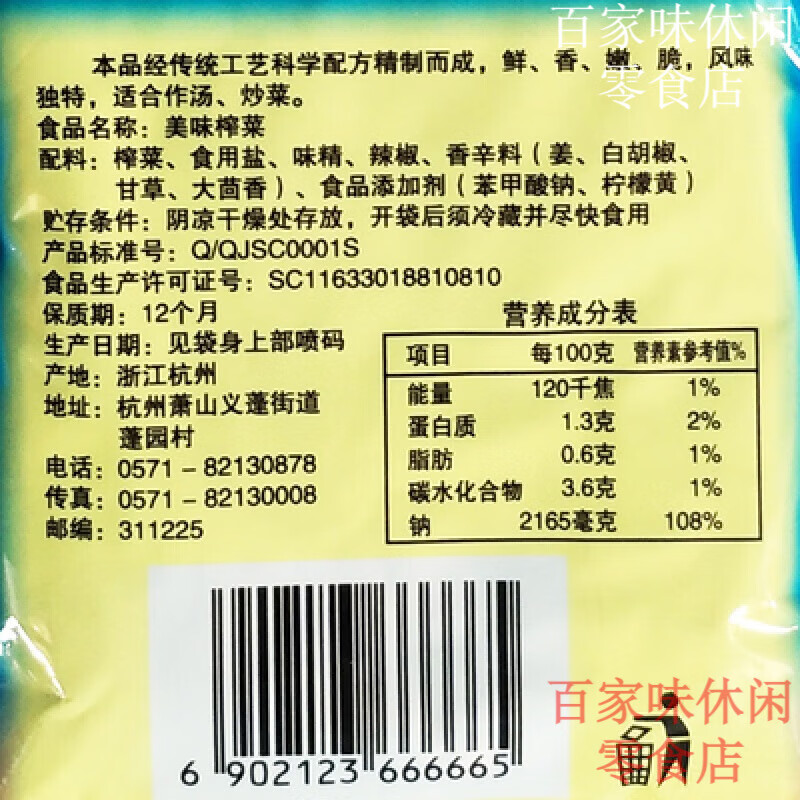 百家味休闲
零食店
本品经传统工艺科学配方精制而成，鲜、香、嫩、脆，风味
独特，适合作汤、炒菜。
食品名称：美味榨菜
配料：榨菜、食用盐、味精、辣椒、香辛料（姜、白胡椒、
甘草、大茴香）、食品添加剂（苯甲酸钠、柠檬黄）
贮存条件：阴凉干燥处存放，开袋后须冷藏并尽快食用
产品标准号：Q/QJSC0001S
食品生产许可证号：SC11633018810810
保质期：12个月
生产日期：见袋身上部喷码
产地：浙江杭州
地址：杭州萧山义蓬街道
蓬园村
电话：0571－82130878
传真：0571－82130008
邮编：311225
营养成分表
项目 每100克 营养素参考值%
能量 120千焦 1%
蛋白质 1.3克 2%
脂肪 0.6克 1%
碳水化合物 3.6克 1%
钠 2165毫克 108%
6 902123 666665
百家味休闲
零食店